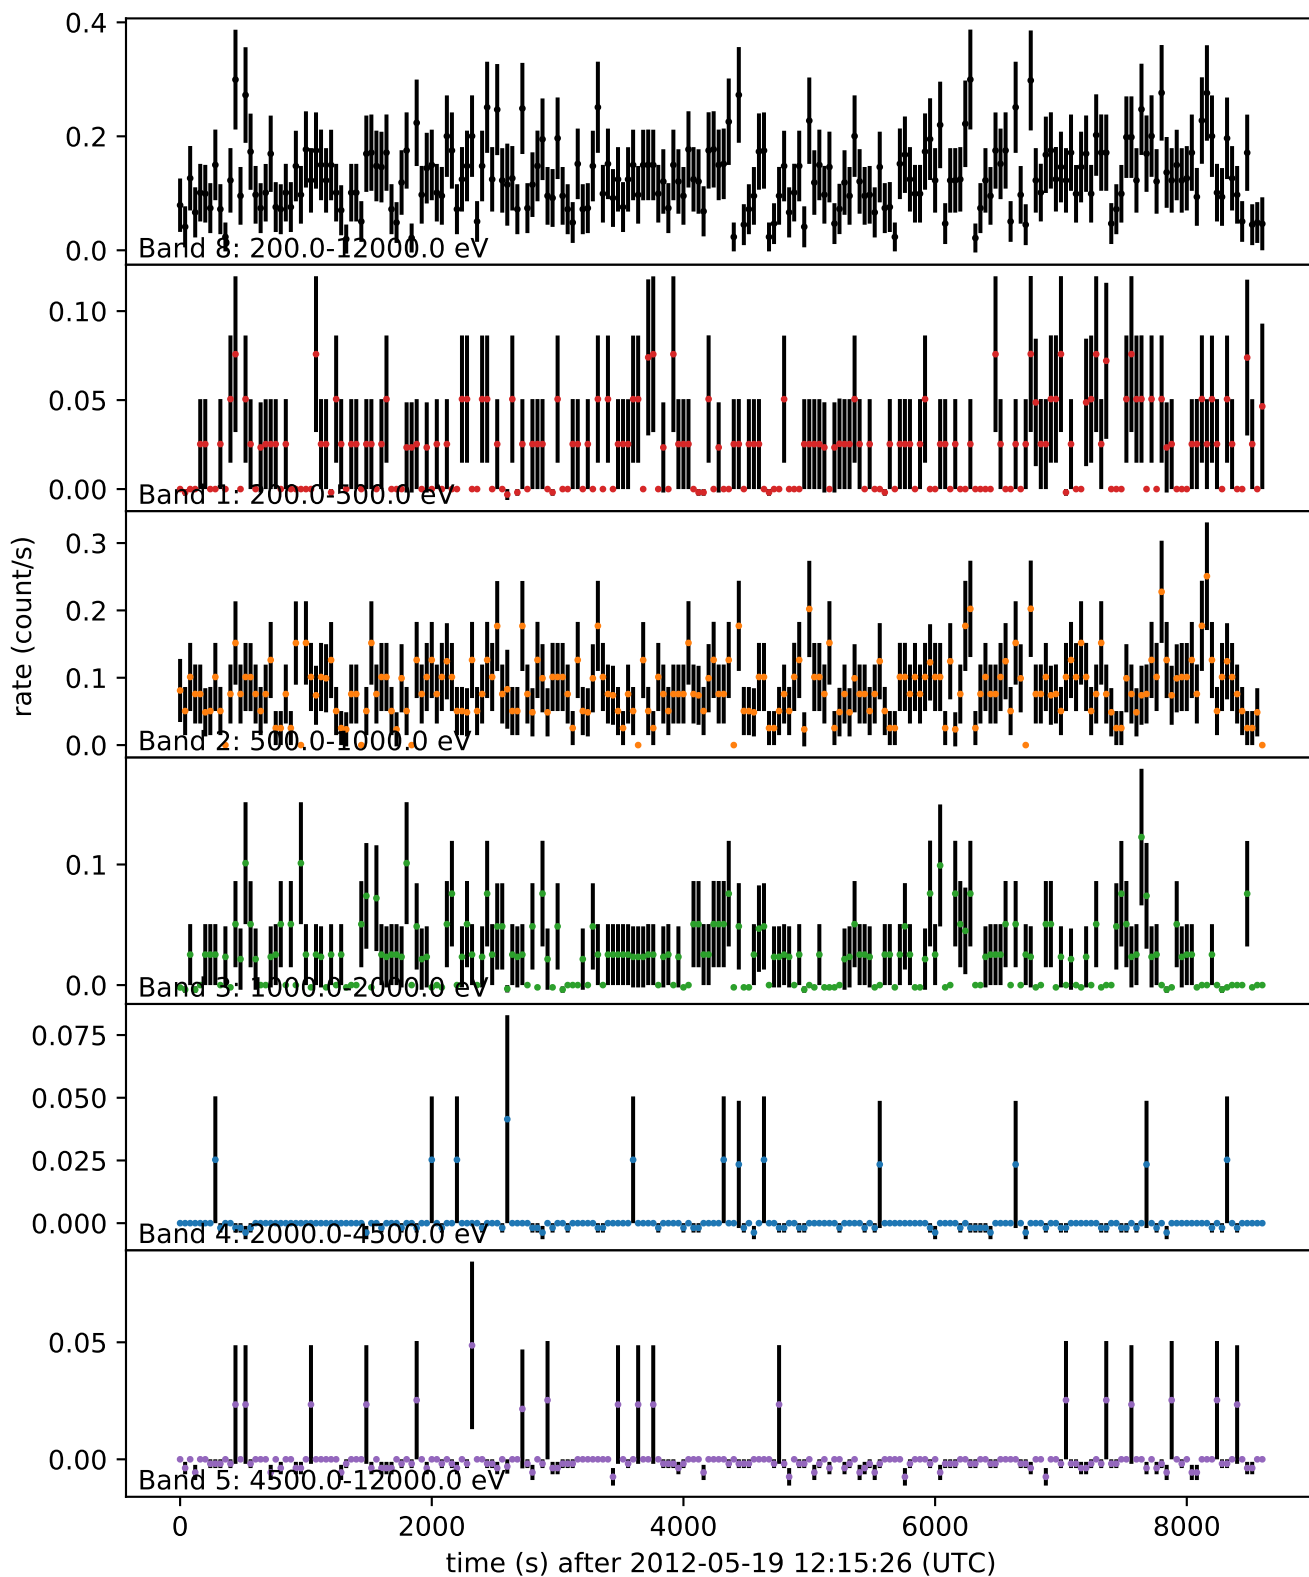 0.4
0.2
0.0
Band 8: 200.0-12000.0 eV
0.10
0.05
0.00
Band 1: 200.0-500.0 eV
rate (count/s)
0.3
0.2
0.1
0.0
Band 2: 500.0-1000.0 eV
0.1
0.0
Band 3: 1000.0-2000.0 eV
0.075
0.050
0.025
0.000
Band 4: 2000.0-4500.0 eV
0.05
0.00
Band 5: 4500.0-12000.0 eV
0 2000 4000 6000 8000
time (s) after 2012-05-19 12:15:26 (UTC)